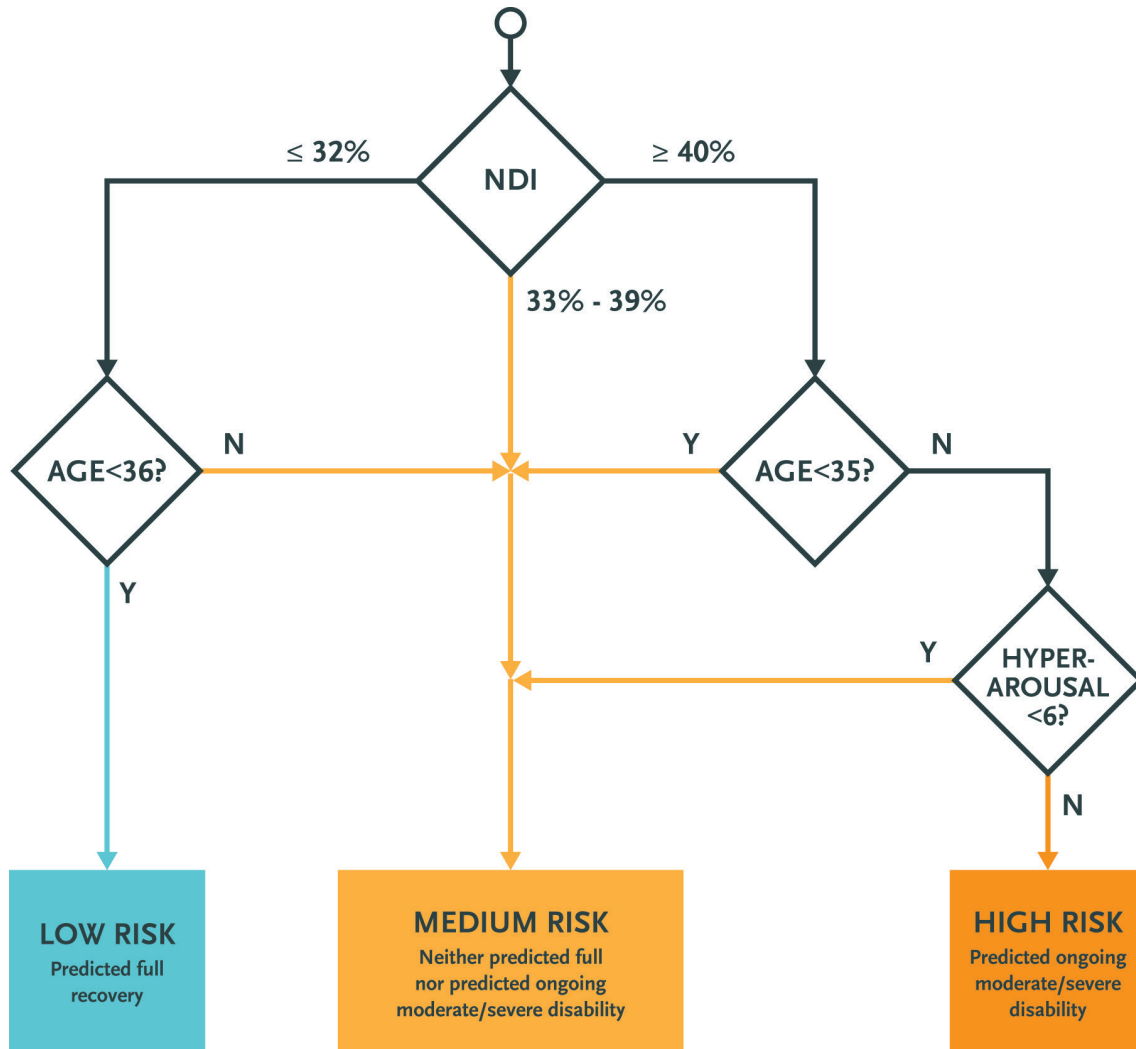 ≤ 32%
≥ 40%
NDI
33% - 39%
AGE<36?
N
Y
AGE<35?
N
Y
Y
HYPER-
AROUSAL
<6?
N
LOW RISK
Predicted full
recovery
MEDIUM RISK
Neither predicted full
nor predicted ongoing
moderate/severe disability
HIGH RISK
Predicted ongoing
moderate/severe
disability